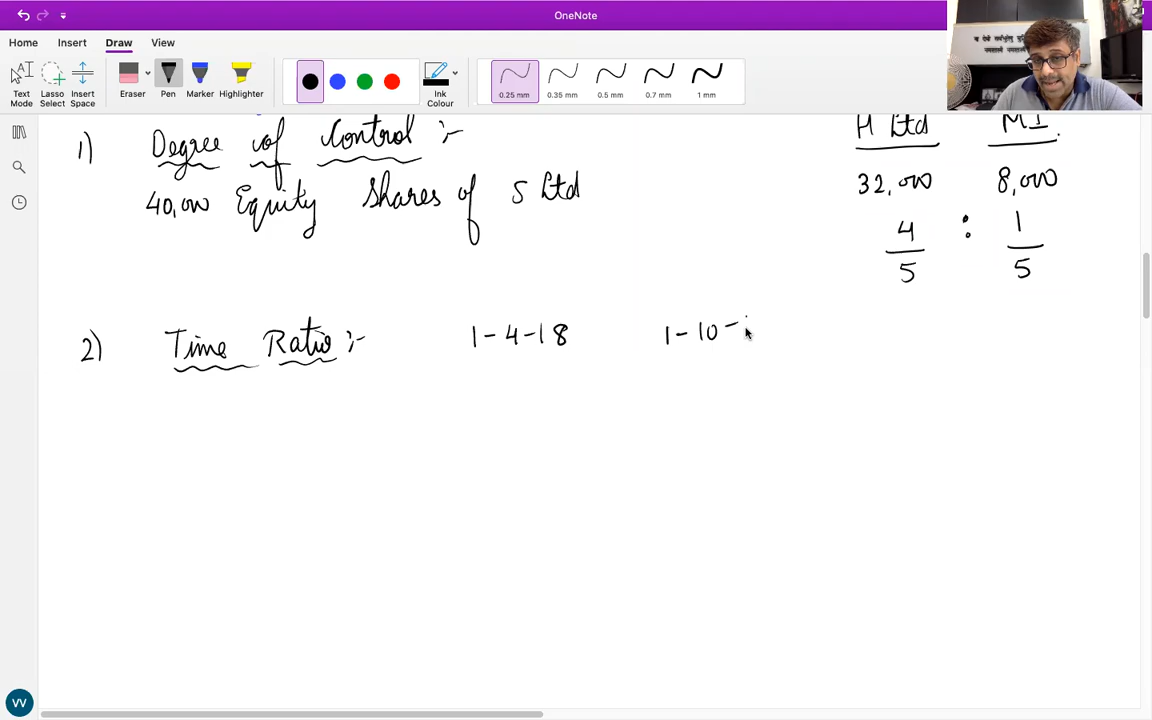 OneNote
Home Insert Draw View
Text Mode
Lasso Select
Insert Space
Eraser
Pen
Marker
Highlighter
Ink Colour
0.25 mm
0.35 mm
0.5 mm
0.7 mm
1 mm
H Ltd MI
1) Degree of Control :-
40,000 Equity Shares of S Ltd 32,000 8,000
4/5 : 1/5
2) Time Ratio :- 1-4-18 1-10-
VV